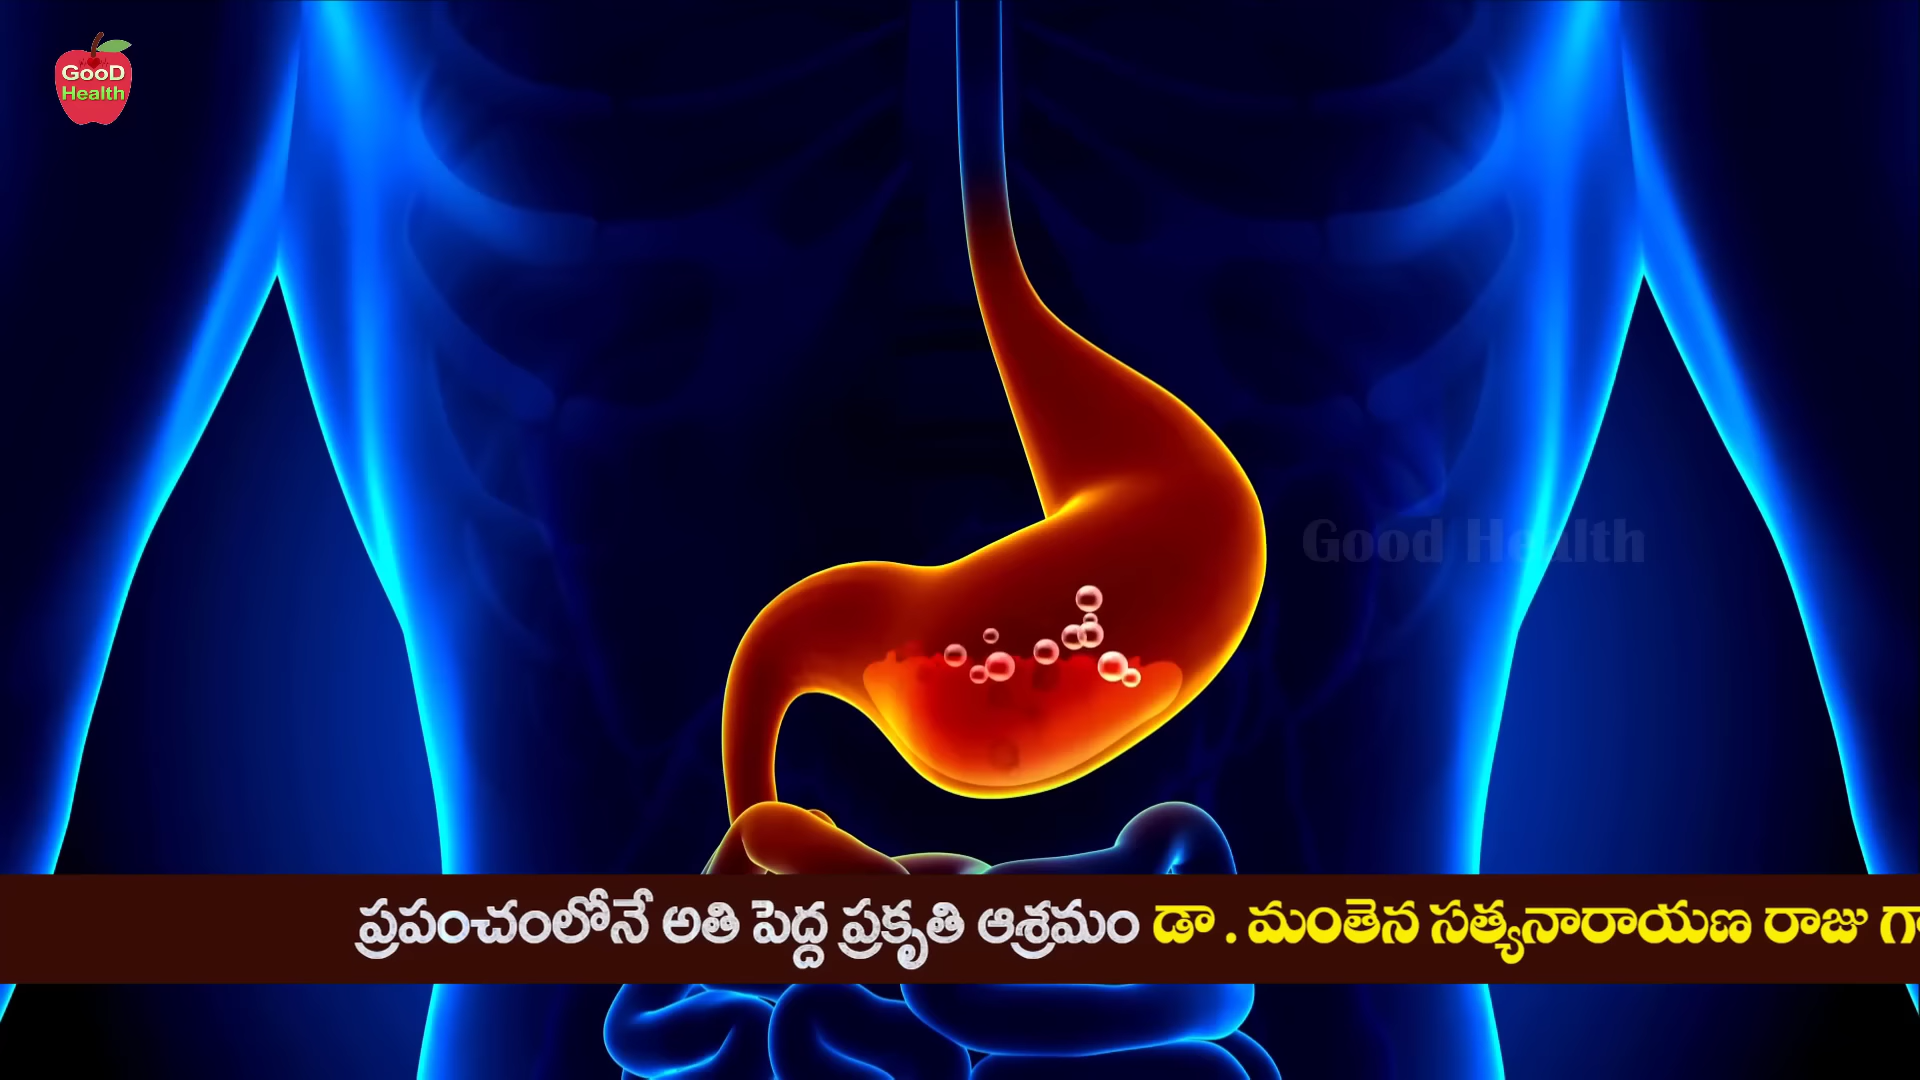 GooD
Health
Good Health
ప్రపంచంలోనే అతి పెద్ద ప్రకృతి ఆశ్రమం డా . మంతెన సత్యనారాయణ రాజు గా